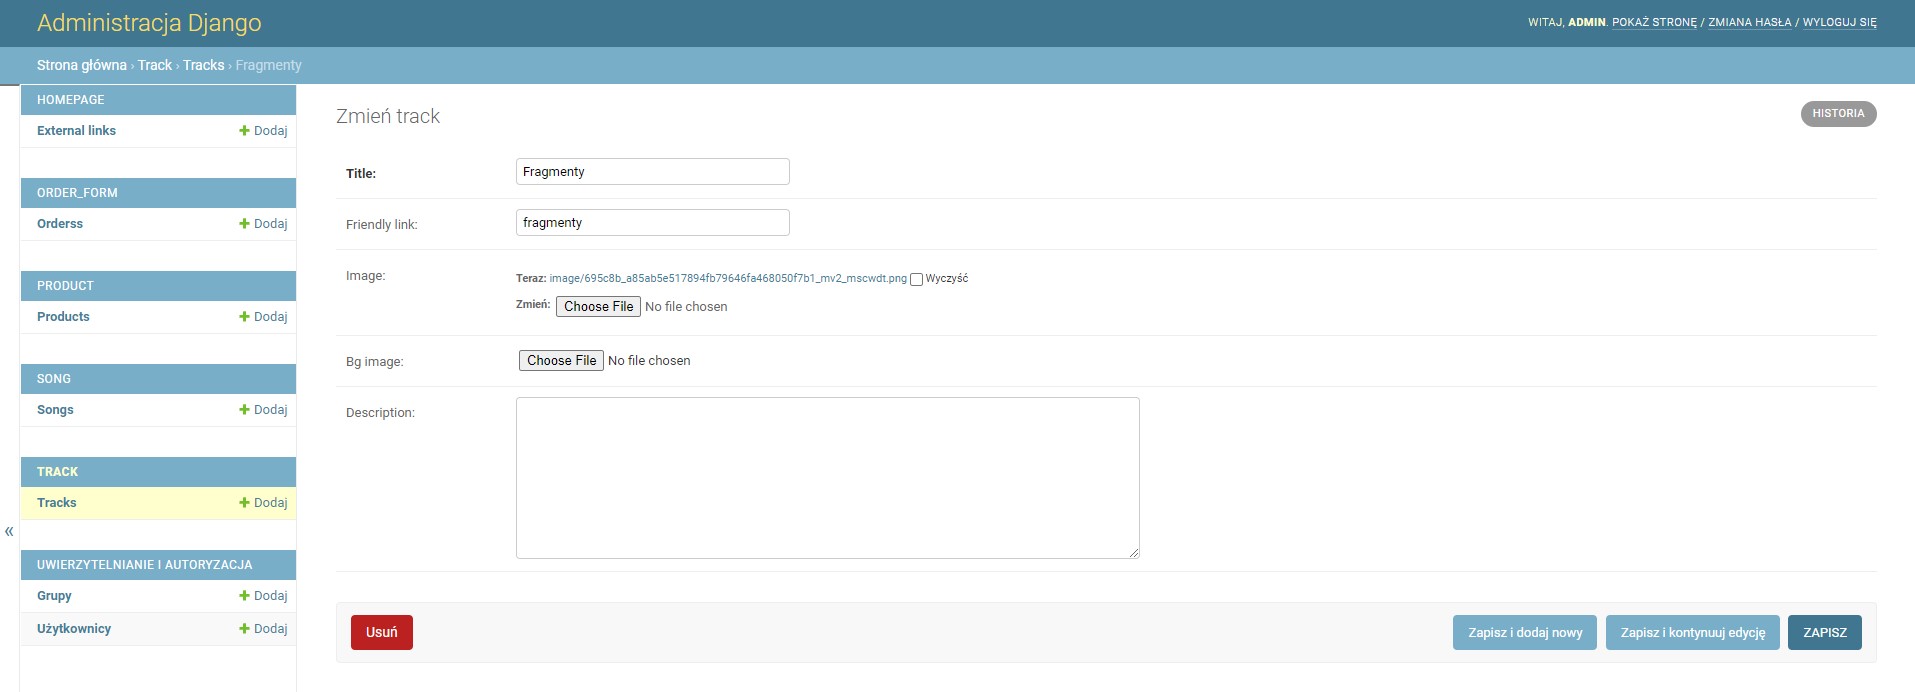 Administracja Django
WITAJ, ADMIN. POKAŻ STRONĘ / ZMIANA HASŁA / WYLOGUJ SIĘ
Strona główna › Track › Tracks › Fragmenty
HOMEPAGE
External links + Dodaj
ORDER_FORM
Orderss + Dodaj
PRODUCT
Products + Dodaj
SONG
Songs + Dodaj
TRACK
Tracks + Dodaj
UWIERZYTELNIANIE I AUTORYZACJA
Grupy + Dodaj
Użytkownicy + Dodaj
«
Zmień track
HISTORIA
Title: Fragmenty
Friendly link: fragmenty
Image: Teraz: image/695c8b_a85ab5e517894fb79646fa468050f7b1_mv2_mscwdt.png Wyczyść
Zmień: Choose File No file chosen
Bg image: Choose File No file chosen
Description:
Usuń
Zapisz i dodaj nowy
Zapisz i kontynuuj edycję
ZAPISZ